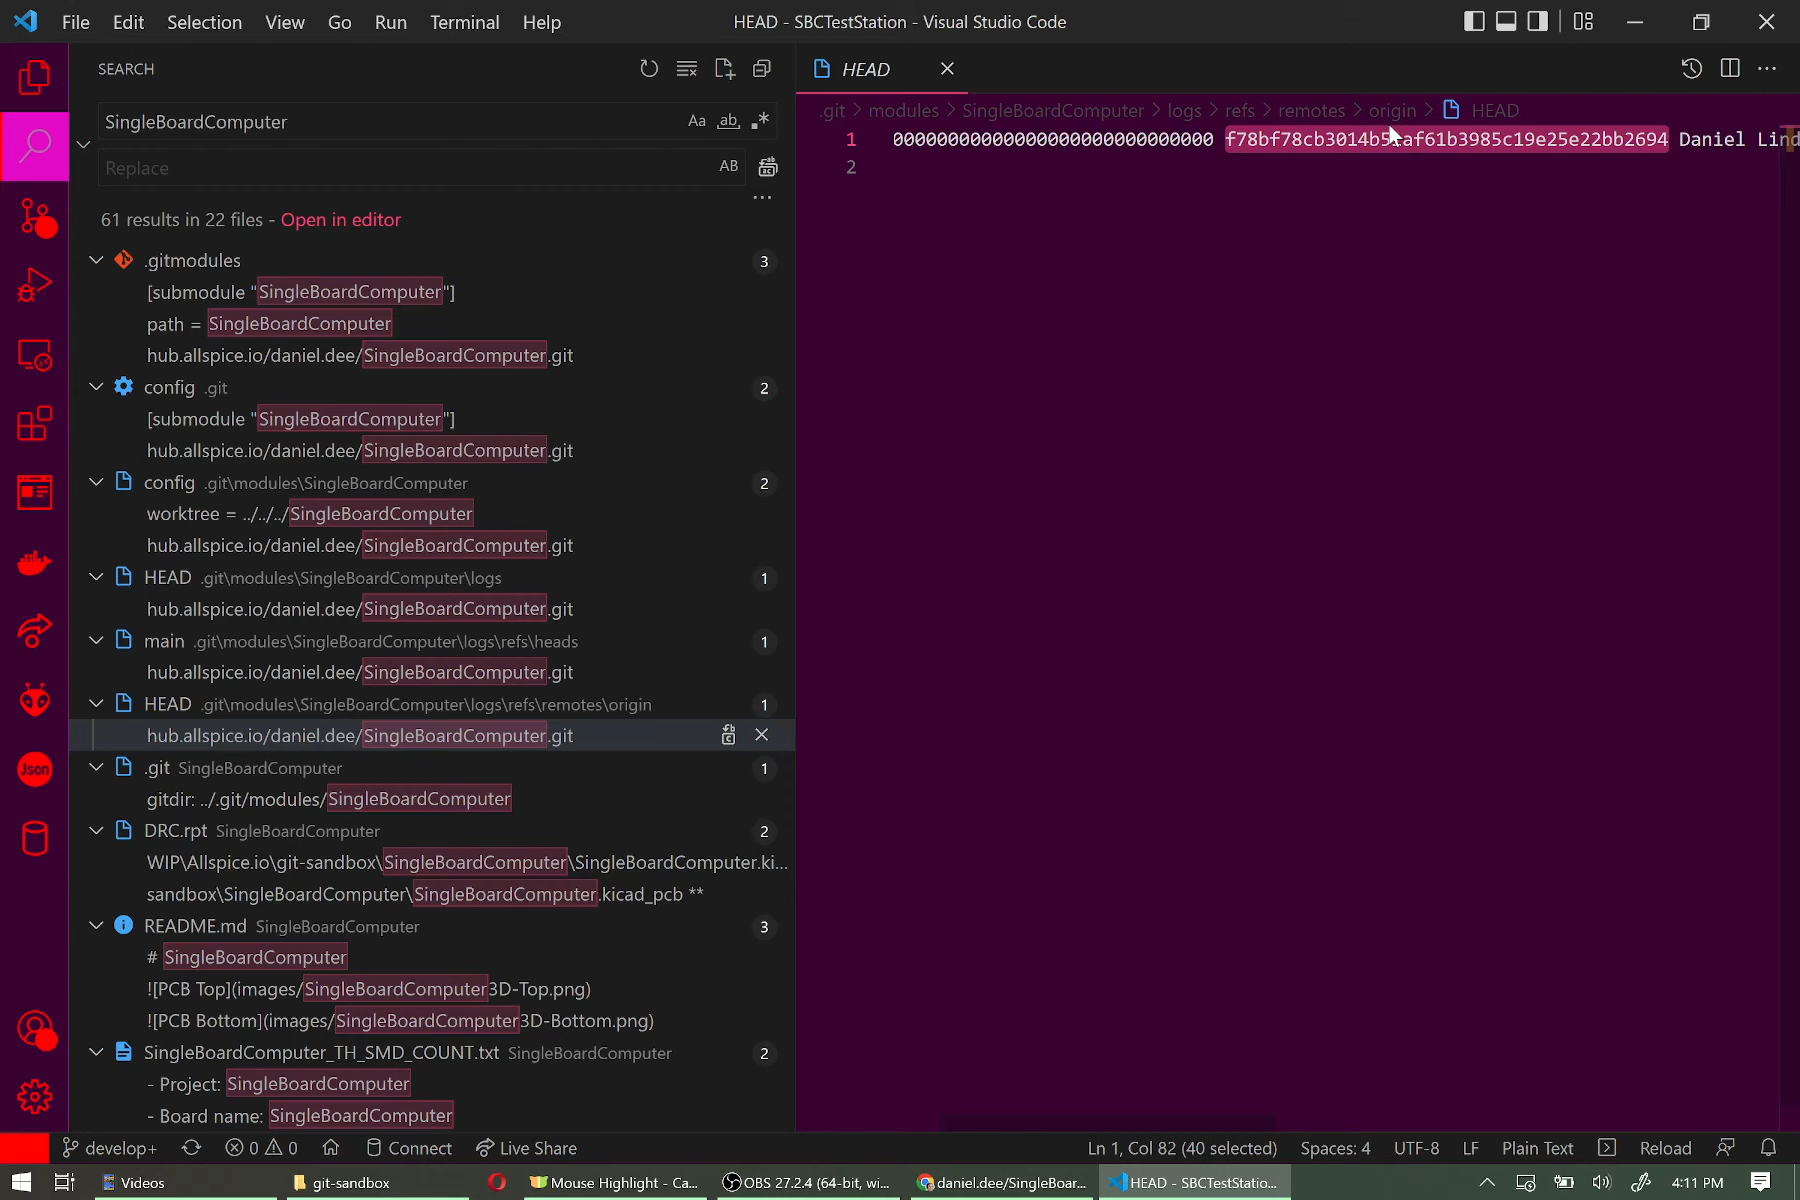 File Edit Selection View Go Run Terminal Help
HEAD - SBCTestStation - Visual Studio Code
SEARCH
SingleBoardComputer
Aa ab .*
Replace
AB
61 results in 22 files - Open in editor
.gitmodules 3
[submodule "SingleBoardComputer"]
path = SingleBoardComputer
hub.allspice.io/daniel.dee/SingleBoardComputer.git
config .git 2
[submodule "SingleBoardComputer"]
hub.allspice.io/daniel.dee/SingleBoardComputer.git
config .git\modules\SingleBoardComputer 2
worktree = ../../../SingleBoardComputer
hub.allspice.io/daniel.dee/SingleBoardComputer.git
HEAD .git\modules\SingleBoardComputer\logs 1
hub.allspice.io/daniel.dee/SingleBoardComputer.git
main .git\modules\SingleBoardComputer\logs\refs\heads 1
hub.allspice.io/daniel.dee/SingleBoardComputer.git
HEAD .git\modules\SingleBoardComputer\logs\refs\remotes\origin 1
hub.allspice.io/daniel.dee/SingleBoardComputer.git
.git SingleBoardComputer 1
gitdir: ../.git/modules/SingleBoardComputer
DRC.rpt SingleBoardComputer 2
WIP\Allspice.io\git-sandbox\SingleBoardComputer\SingleBoardComputer.ki...
sandbox\SingleBoardComputer\SingleBoardComputer.kicad_pcb **
README.md SingleBoardComputer 3
# SingleBoardComputer
![PCB Top](images/SingleBoardComputer3D-Top.png)
![PCB Bottom](images/SingleBoardComputer3D-Bottom.png)
SingleBoardComputer_TH_SMD_COUNT.txt SingleBoardComputer 2
- Project: SingleBoardComputer
- Board name: SingleBoardComputer
Json
HEAD
.git > modules > SingleBoardComputer > logs > refs > remotes > origin > HEAD
1 00000000000000000000000000000 Daniel Lind
2
develop+ 0 0 Connect Live Share
Ln 1, Col 82 (40 selected) Spaces: 4 UTF-8 LF Plain Text Reload
Videos git-sandbox Mouse Highlight - Ca... OBS 27.2.4 (64-bit, wi... daniel.dee/SingleBoar... HEAD - SBCTestStatio... 4:11 PM